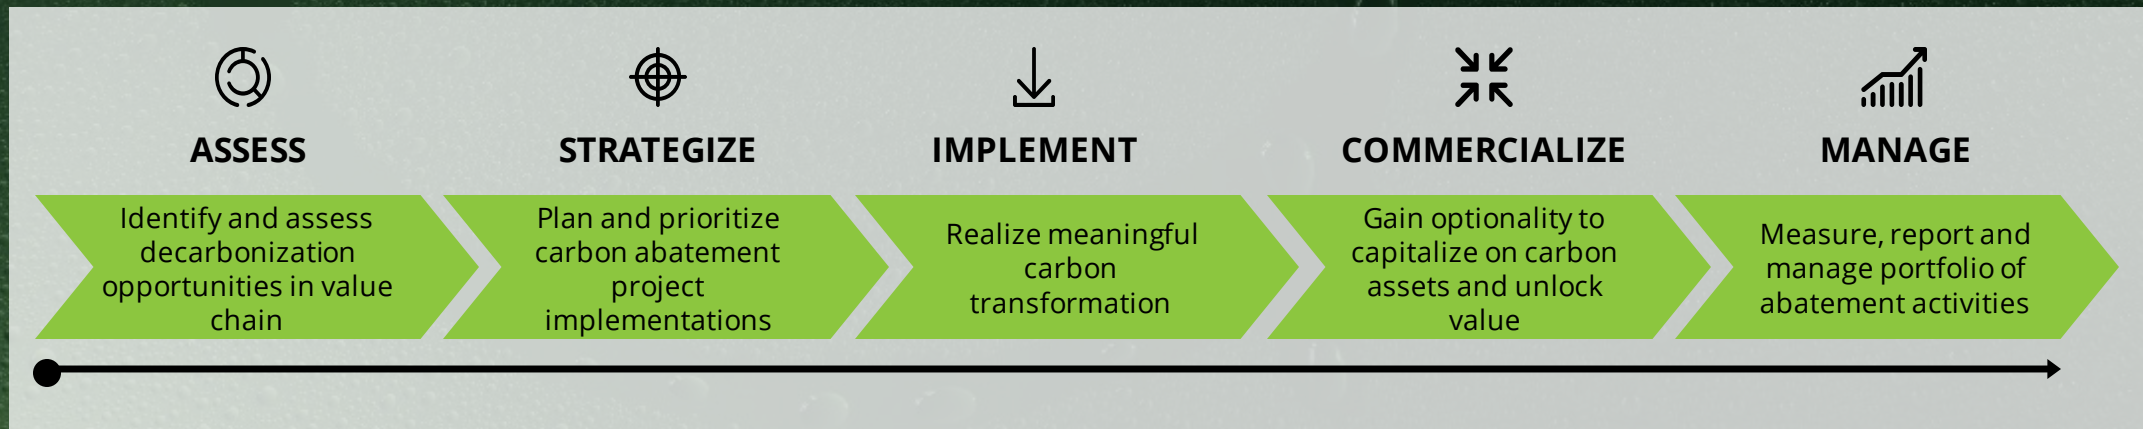 ASSESS
Identify and assess
decarbonization
opportunities in value
chain
STRATEGIZE
Plan and prioritize
carbon abatement
project
implementations
IMPLEMENT
Realize meaningful
carbon
transformation
COMMERCIALIZE
Gain optionality to
capitalize on carbon
assets and unlock
value
MANAGE
Measure, report and
manage portfolio of
abatement activities